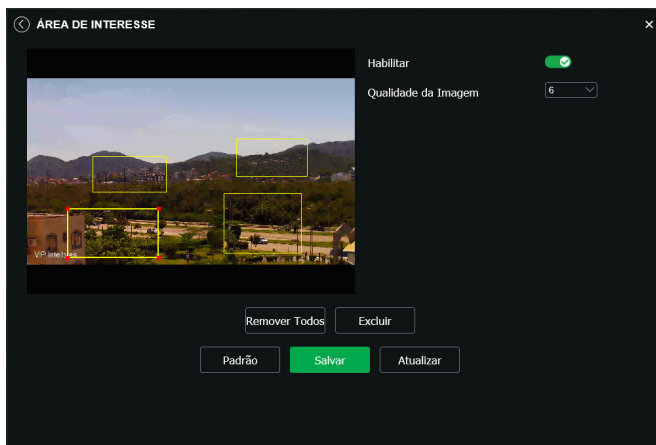 ÁREA DE INTERESSE
Habilitar
Qualidade da Imagem
6
VIP Intelbras
Remover Todos
Excluir
Padrão
Salvar
Atualizar